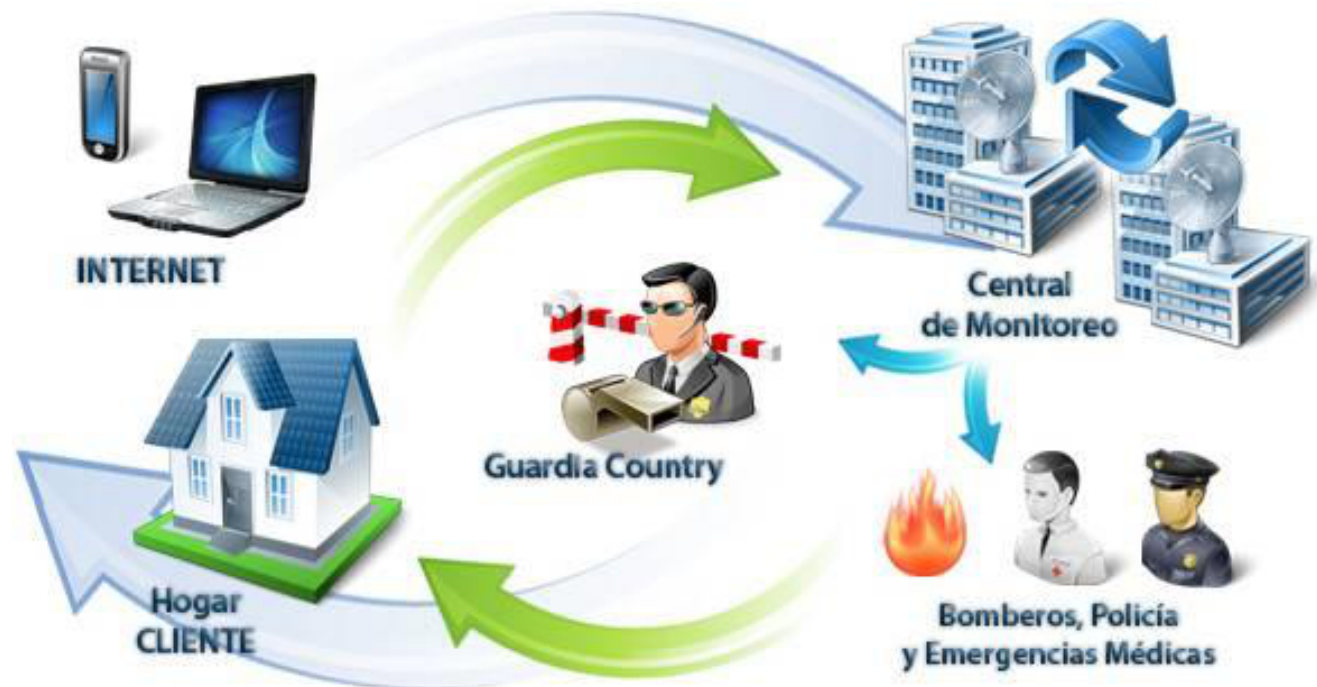 INTERNET
Central
de Monitoreo
Guardia Country
Hogar
CLIENTE
Bomberos, Policía
y Emergencias Médicas